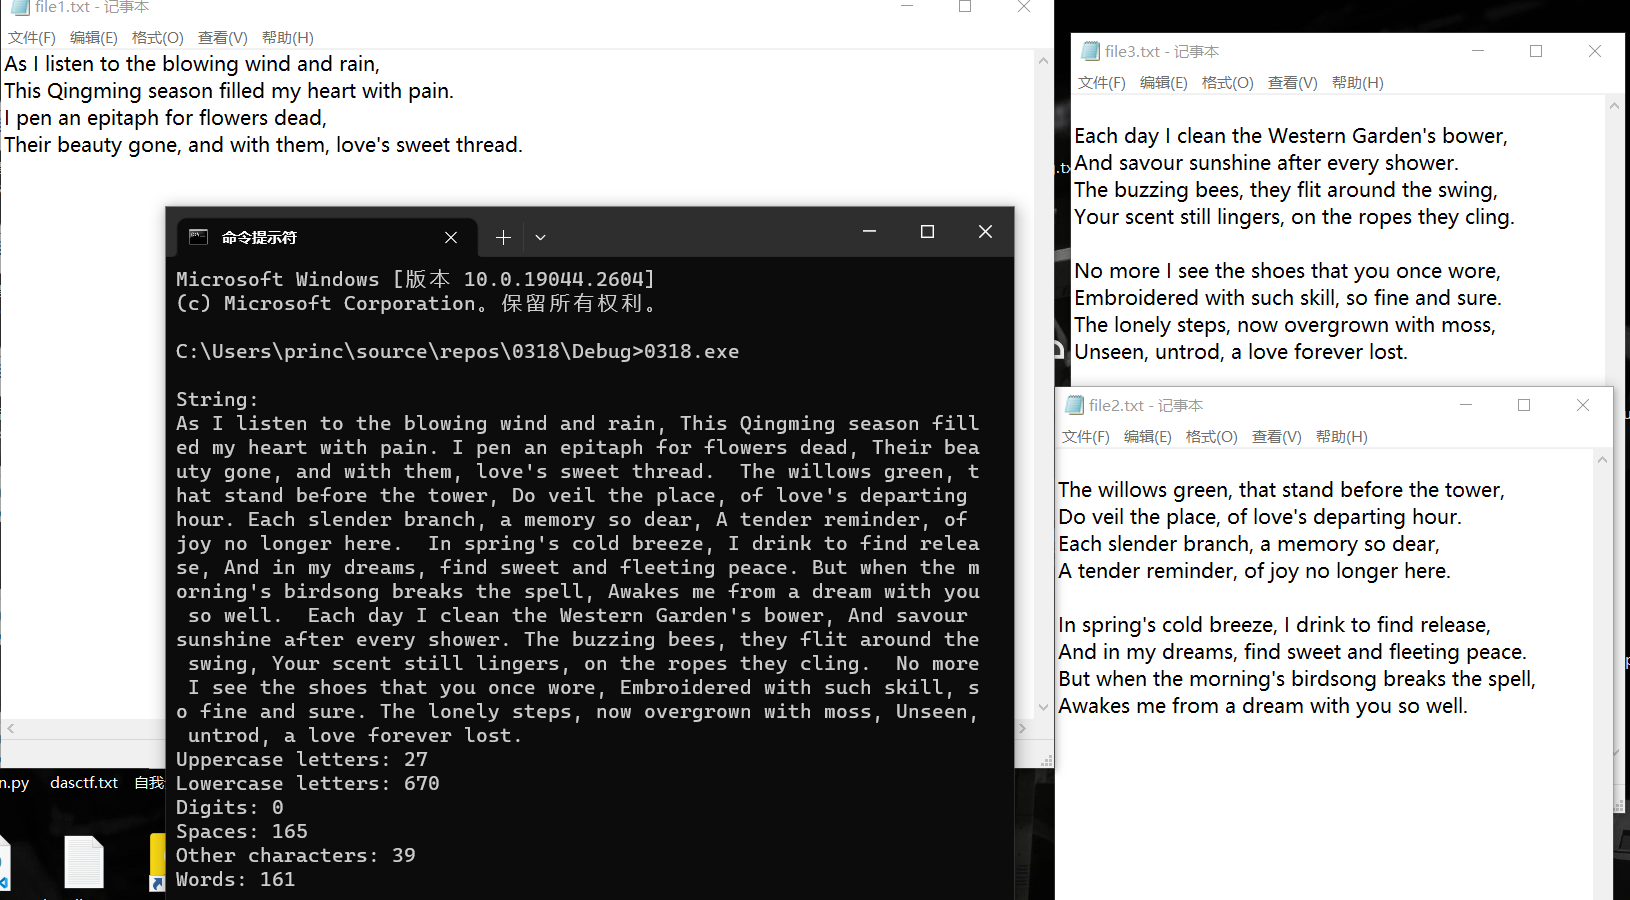 file1.txt - 记事本
文件(F) 编辑(E) 格式(O) 查看(V) 帮助(H)
As I listen to the blowing wind and rain,
This Qingming season filled my heart with pain.
I pen an epitaph for flowers dead,
Their beauty gone, and with them, love's sweet thread.
命令提示符
Microsoft Windows [版本 10.0.19044.2604]
(c) Microsoft Corporation。保留所有权利。
C:\Users\princ\source\repos\0318\Debug>0318.exe
String:
As I listen to the blowing wind and rain, This Qingming season fill
ed my heart with pain. I pen an epitaph for flowers dead, Their bea
uty gone, and with them, love's sweet thread.  The willows green, t
hat stand before the tower, Do veil the place, of love's departing
hour. Each slender branch, a memory so dear, A tender reminder, of
joy no longer here.  In spring's cold breeze, I drink to find relea
se, And in my dreams, find sweet and fleeting peace. But when the m
orning's birdsong breaks the spell, Awakes me from a dream with you
 so well.  Each day I clean the Western Garden's bower, And savour
sunshine after every shower. The buzzing bees, they flit around the
 swing, Your scent still lingers, on the ropes they cling.  No more
 I see the shoes that you once wore, Embroidered with such skill, s
o fine and sure. The lonely steps, now overgrown with moss, Unseen,
 untrod, a love forever lost.
Uppercase letters: 27
Lowercase letters: 670
Digits: 0
Spaces: 165
Other characters: 39
Words: 161
file3.txt - 记事本
文件(F) 编辑(E) 格式(O) 查看(V) 帮助(H)
Each day I clean the Western Garden's bower,
And savour sunshine after every shower.
The buzzing bees, they flit around the swing,
Your scent still lingers, on the ropes they cling.
No more I see the shoes that you once wore,
Embroidered with such skill, so fine and sure.
The lonely steps, now overgrown with moss,
Unseen, untrod, a love forever lost.
file2.txt - 记事本
文件(F) 编辑(E) 格式(O) 查看(V) 帮助(H)
The willows green, that stand before the tower,
Do veil the place, of love's departing hour.
Each slender branch, a memory so dear,
A tender reminder, of joy no longer here.
In spring's cold breeze, I drink to find release,
And in my dreams, find sweet and fleeting peace.
But when the morning's birdsong breaks the spell,
Awakes me from a dream with you so well.
n.py dasctf.txt 自我